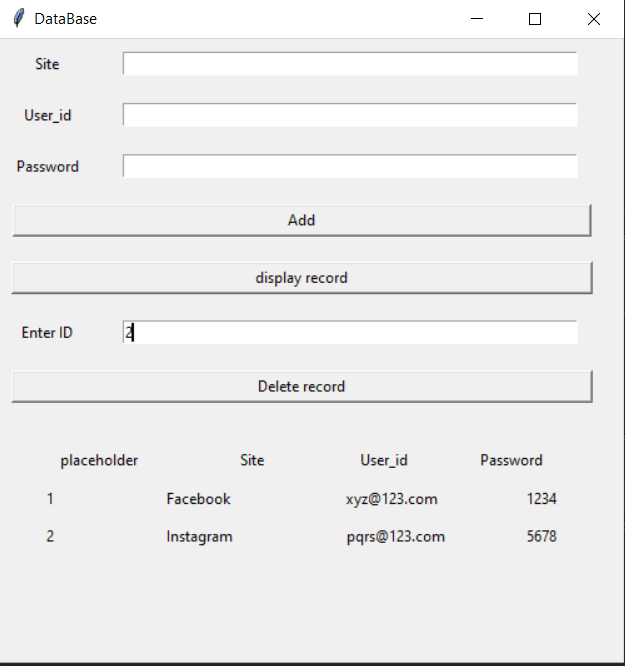 DataBase
Site
User_id
Password
Add
display record
Enter ID 2
Delete record
placeholder Site User_id Password
1 Facebook xyz@123.com 1234
2 Instagram pqrs@123.com 5678